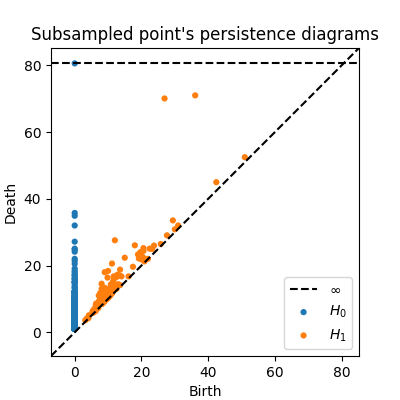 Subsampled point's persistence diagrams
80
60
40
20
0
Death
∞
H₀
H₁
0 20 40 60 80
Birth